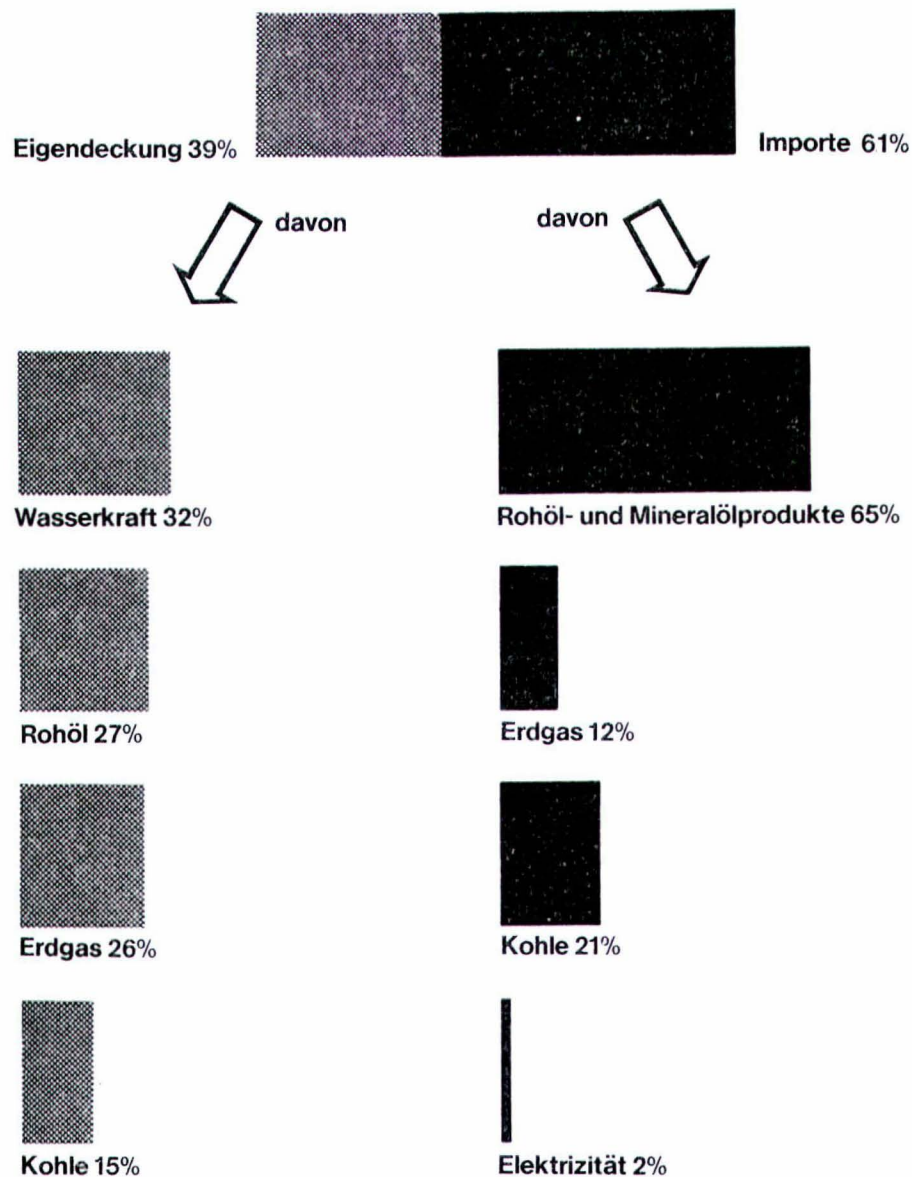 Eigendeckung 39%
Importe 61%
davon
davon
Wasserkraft 32%
Rohöl- und Mineralölprodukte 65%
Rohöl 27%
Erdgas 12%
Erdgas 26%
Kohle 21%
Kohle 15%
Elektrizität 2%